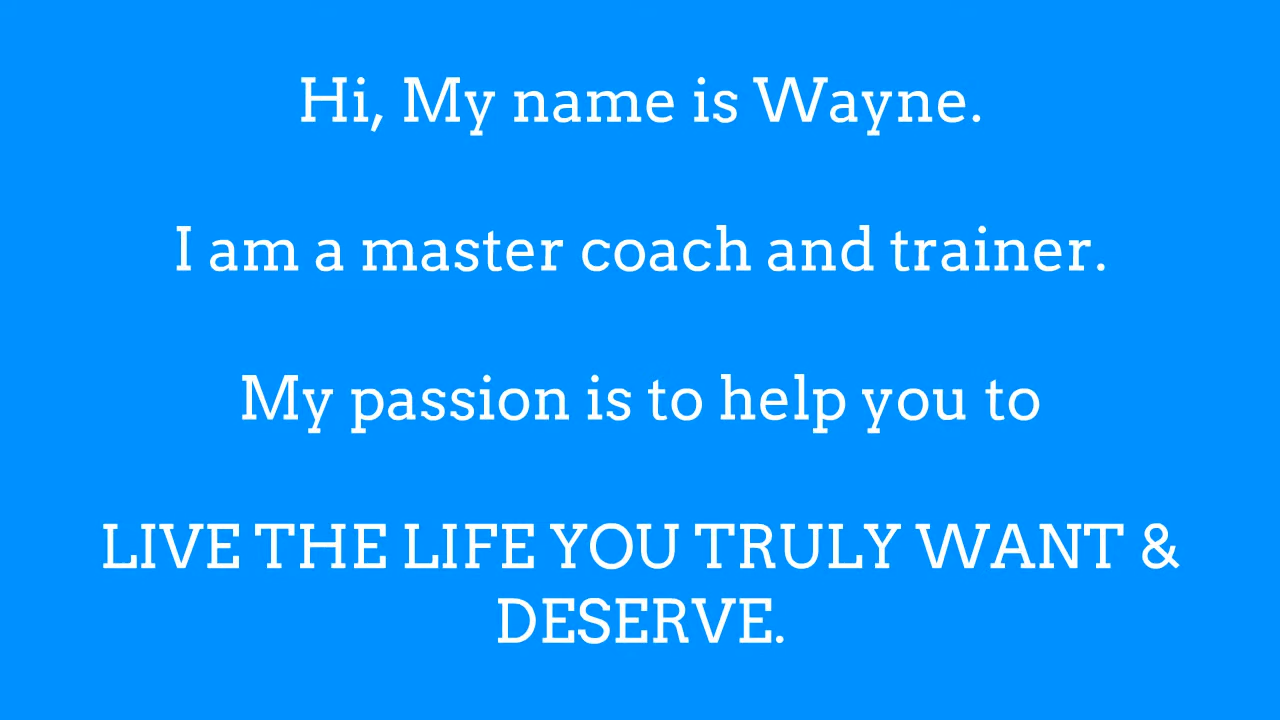 Hi, My name is Wayne.
I am a master coach and trainer.
My passion is to help you to
LIVE THE LIFE YOU TRULY WANT &
DESERVE.